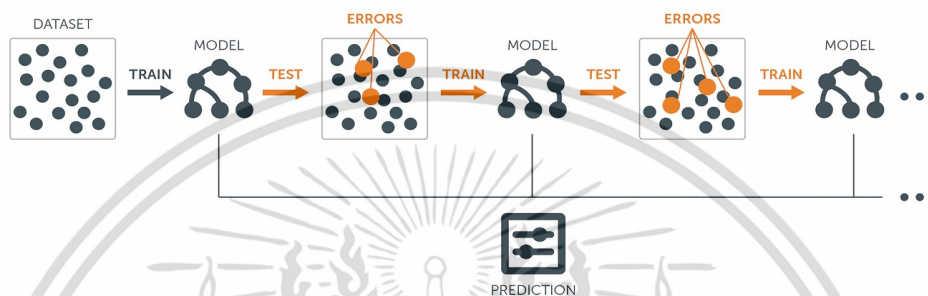 ERRORS
ERRORS
DATASET
MODEL
MODEL
MODEL
TRAIN
TEST
TRAIN
TEST
TRAIN
PREDICTION